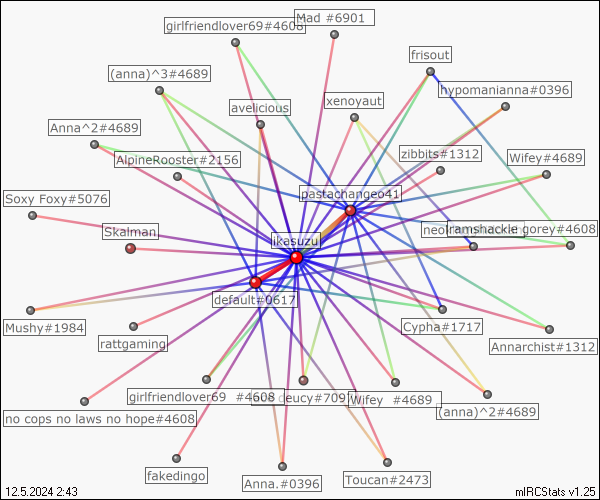 Mad #6901
girlfriendlover69#4608
frisout
(anna)^3#4689
hypomanianna#0396
xenoyaut
avelicious
Anna^2#4689
zibbits#1312
Wifey#4689
AlpineRooster#2156
pastachange041
Soxy Foxy#5076
Skalman
ramshackle gorey#4608
ikasuzu
default#0617
Mushy#1984
Cypha#1717
rattgaming
Annarchist#1312
girlfriendlover69 #4608
deucy#709
Wifey #4689
(anna)^2#4689
no cops no laws no hope#4608
fakedingo
Anna.#0396
Toucan#2473
12.5.2024 2:43
mIRCStats v1.25